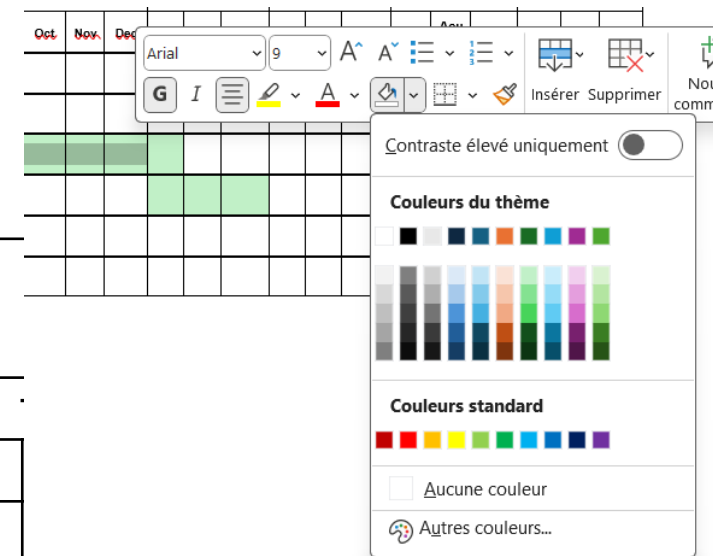 Oct. Nov. Dec
Aou
Arial 9
G I
Insérer Supprimer
Nou
comm
Contraste élevé uniquement
Couleurs du thème
Couleurs standard
Aucune couleur
Autres couleurs...